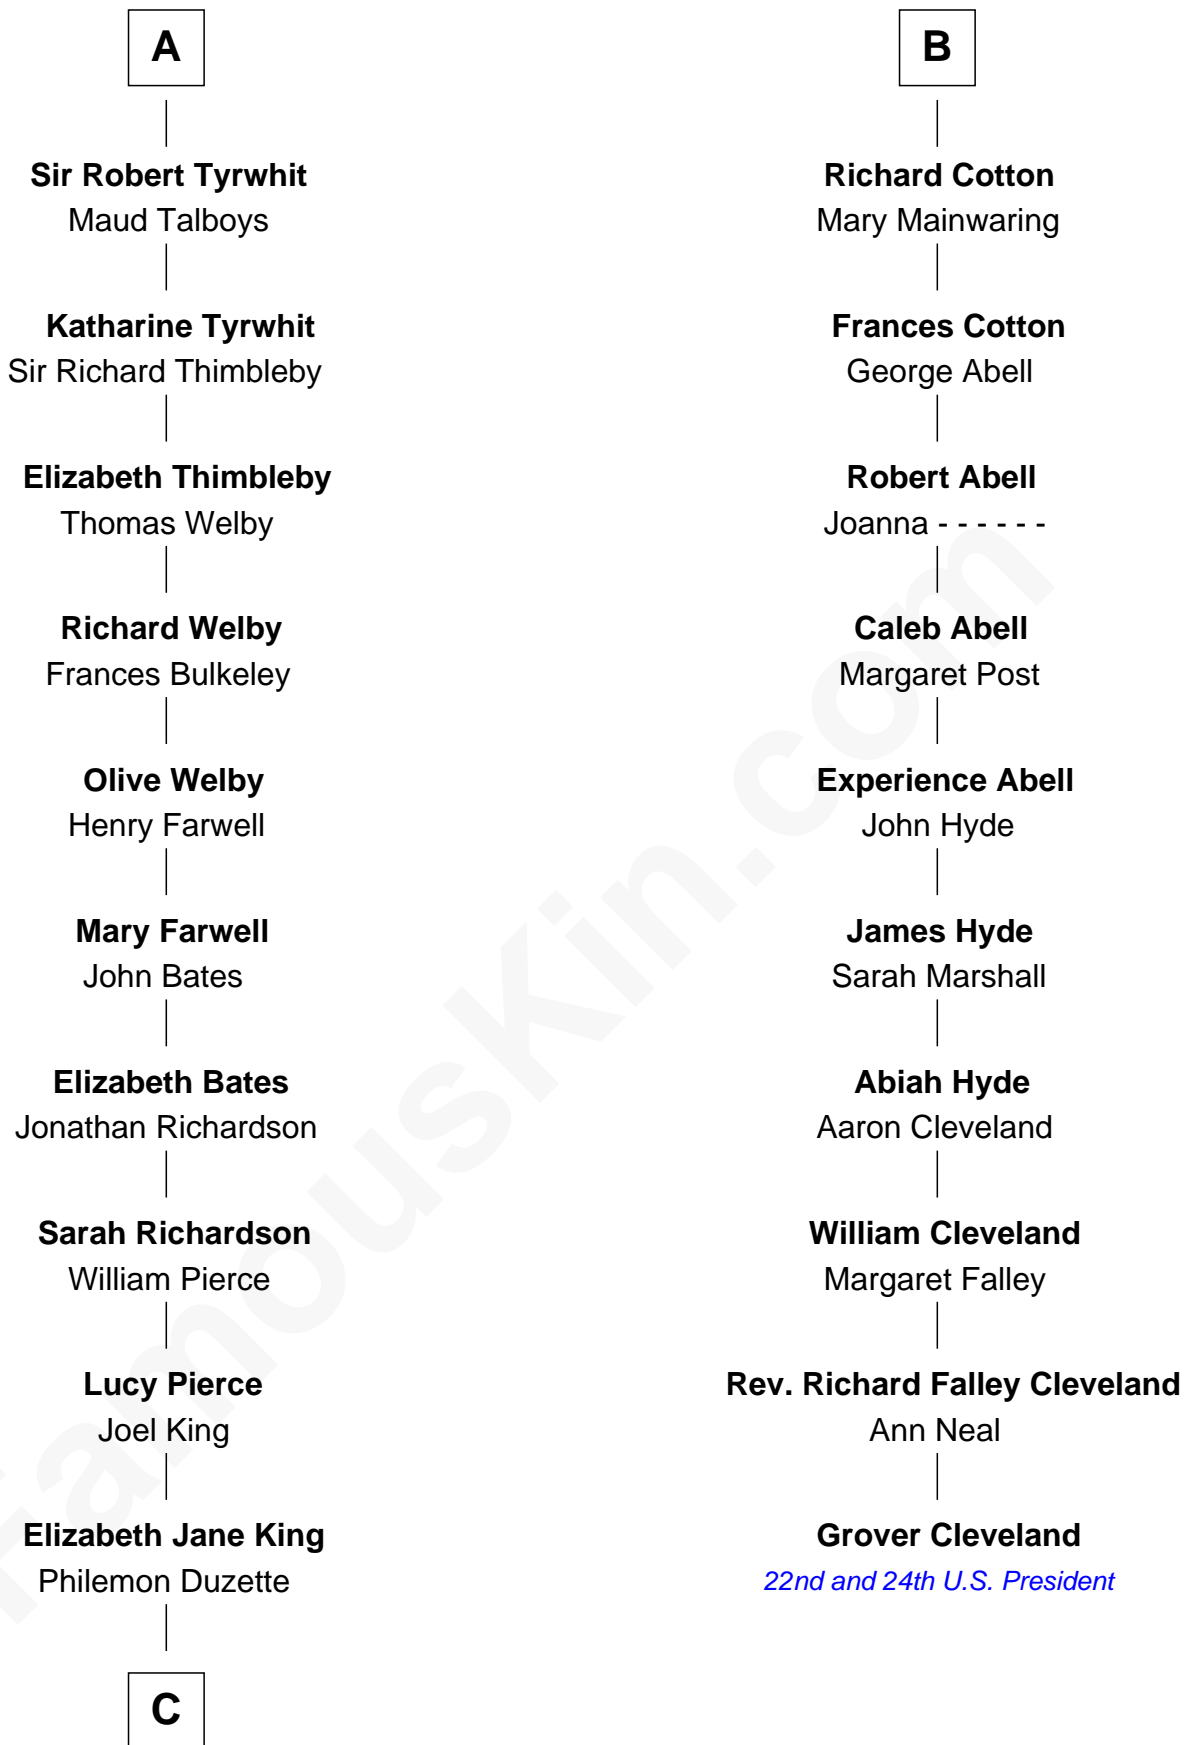 A
Sir Robert Tyrwhit
Maud Talboys
Katharine Tyrwhit
Sir Richard Thimbleby
Elizabeth Thimbleby
Thomas Welby
Richard Welby
Frances Bulkeley
Olive Welby
Henry Farwell
Mary Farwell
John Bates
Elizabeth Bates
Jonathan Richardson
Sarah Richardson
William Pierce
Lucy Pierce
Joel King
Elizabeth Jane King
Philemon Duzette
C
B
Richard Cotton
Mary Mainwaring
Frances Cotton
George Abell
Robert Abell
Joanna - - - - - -
Caleb Abell
Margaret Post
Experience Abell
John Hyde
James Hyde
Sarah Marshall
Abiah Hyde
Aaron Cleveland
William Cleveland
Margaret Falley
Rev. Richard Falley Cleveland
Ann Neal
Grover Cleveland
22nd and 24th U.S. President
FamousKin.com